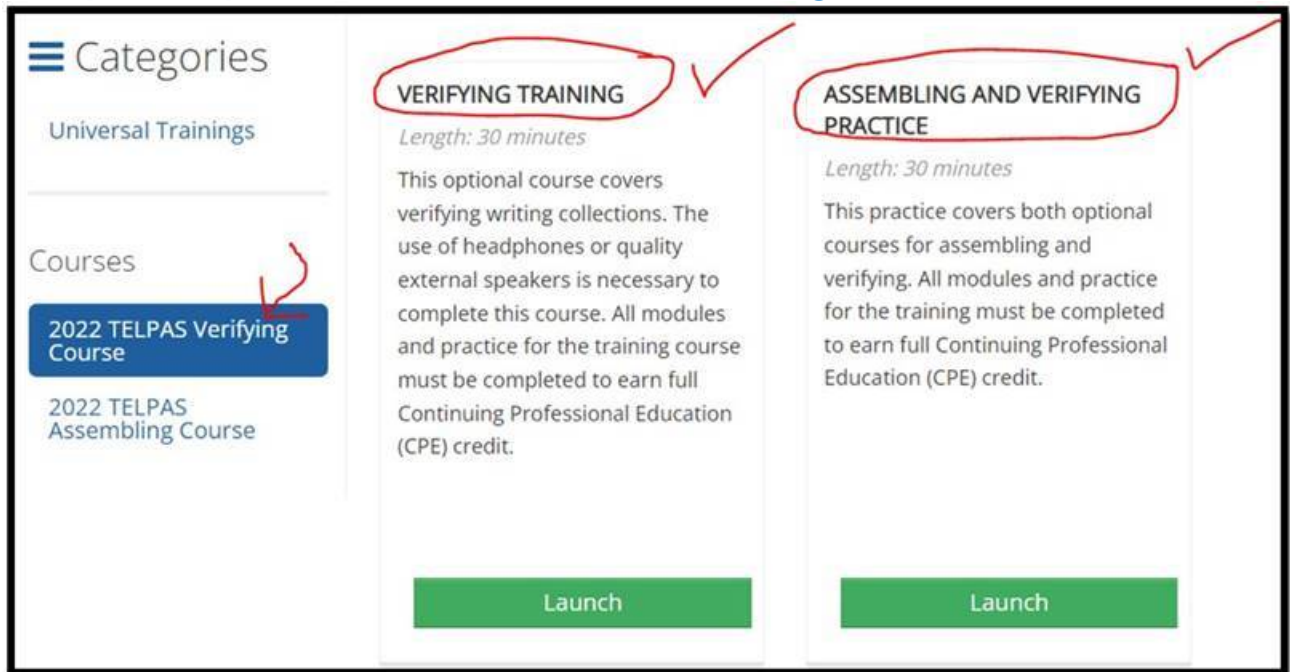 Categories
Universal Trainings
Courses
2022 TELPAS Verifying
Course
2022 TELPAS
Assembling Course
VERIFYING TRAINING
Length: 30 minutes
This optional course covers
verifying writing collections. The
use of headphones or quality
external speakers is necessary to
complete this course. All modules
and practice for the training course
must be completed to earn full
Continuing Professional Education
(CPE) credit.
Launch
ASSEMBLING AND VERIFYING
PRACTICE
Length: 30 minutes
This practice covers both optional
courses for assembling and
verifying. All modules and practice
for the training must be completed
to earn full Continuing Professional
Education (CPE) credit.
Launch